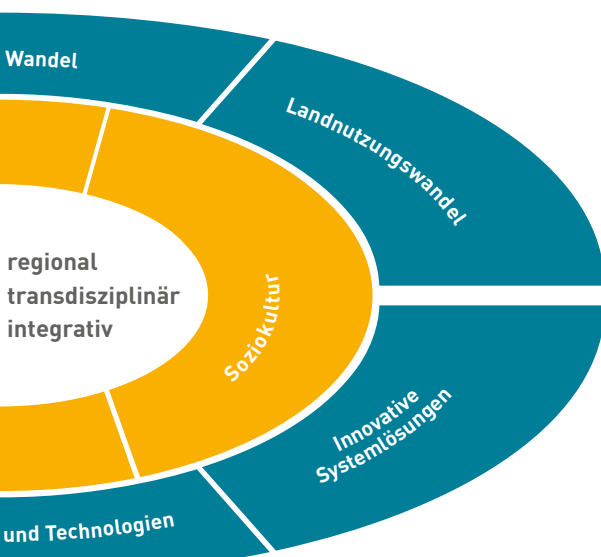 Wandel
Landnutzungswandel
regional
transdisziplinär
integrativ
Soziokultur
Innovative
Systemlösungen
und Technologien